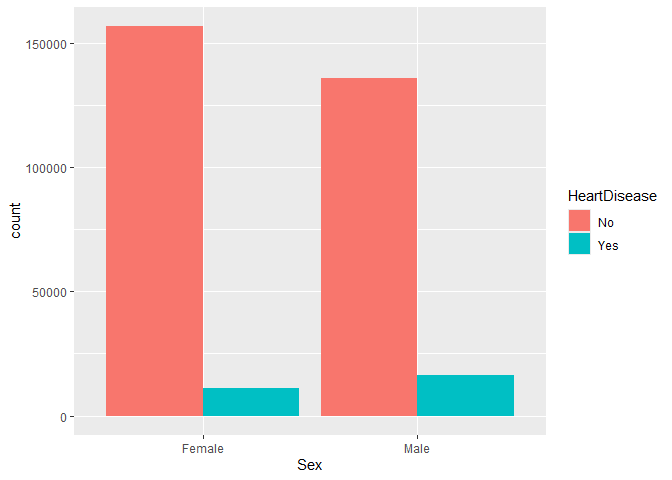 150000
100000
50000
0
count
Female
Male
Sex
HeartDisease
No
Yes